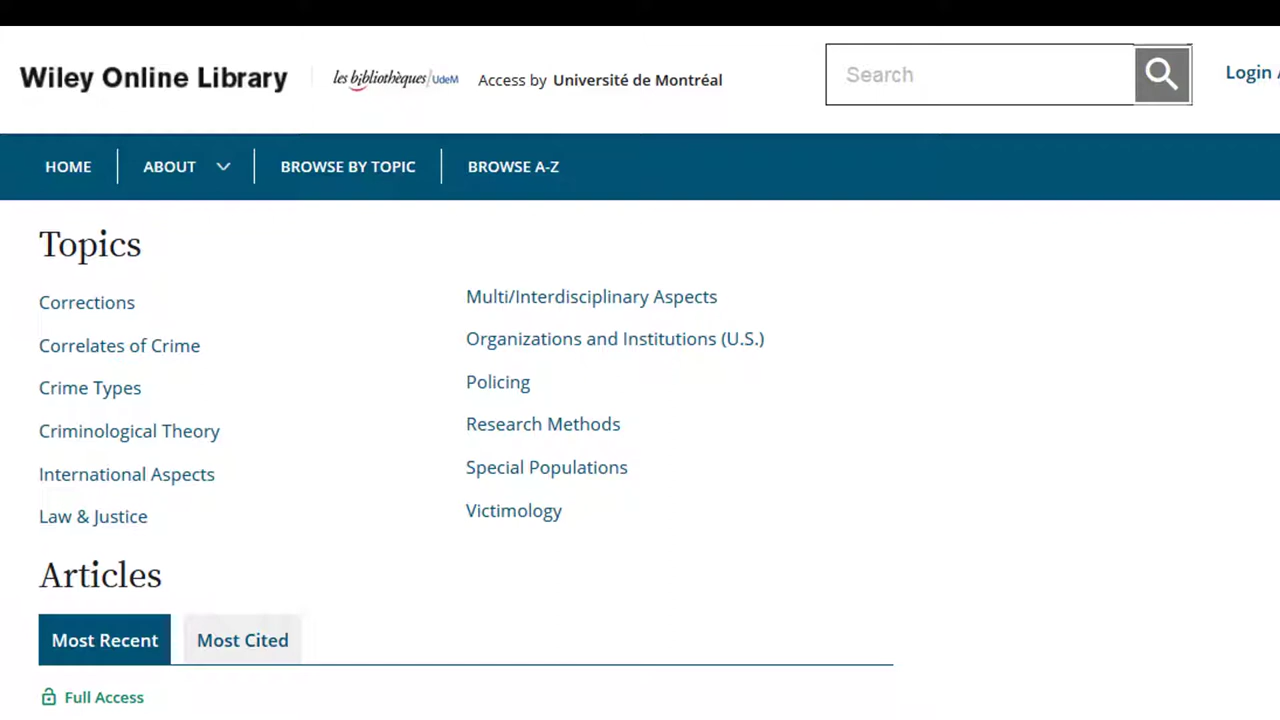 Wiley Online Library
les bibliothèques/UdeM
Access by Université de Montréal
Search
Login
HOME
ABOUT
BROWSE BY TOPIC
BROWSE A-Z
Topics
Corrections
Correlates of Crime
Crime Types
Criminological Theory
International Aspects
Law & Justice
Multi/Interdisciplinary Aspects
Organizations and Institutions (U.S.)
Policing
Research Methods
Special Populations
Victimology
Articles
Most Recent
Most Cited
Full Access